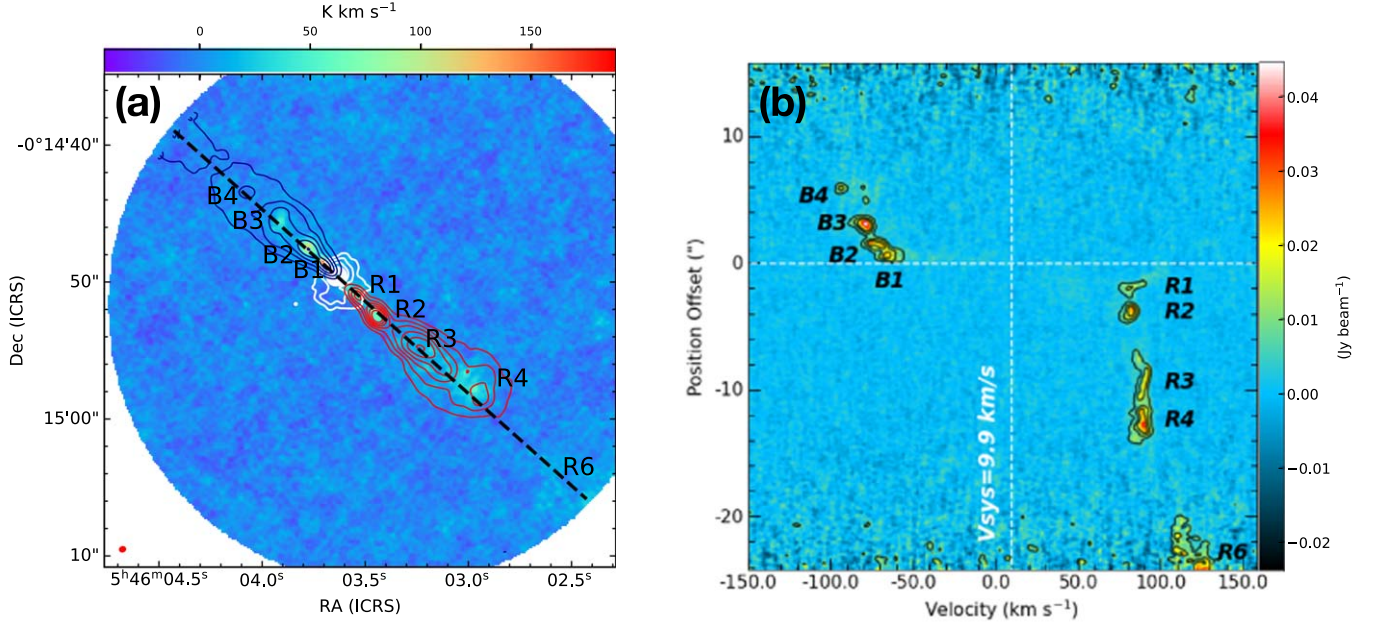 K km s−1
0 50 100 150
(a)
-0°14'40"
50"
15'00"
10"
Dec (ICRS)
B4
B3
B2
B1
R1
R2
R3
R4
R6
5h46m04.5s 04.0s 03.5s 03.0s 02.5s
RA (ICRS)
(b)
10
0
-10
-20
Position Offset (")
B4
B3
B2
B1
R1
R2
R3
R4
R6
Vsys=9.9 km/s
-150.0 -100.0 -50.0 0.0 50.0 100.0 150.0
Velocity (km s−1)
0.04
0.03
0.02
0.01
0.00
−0.01
−0.02
(Jy beam−1)